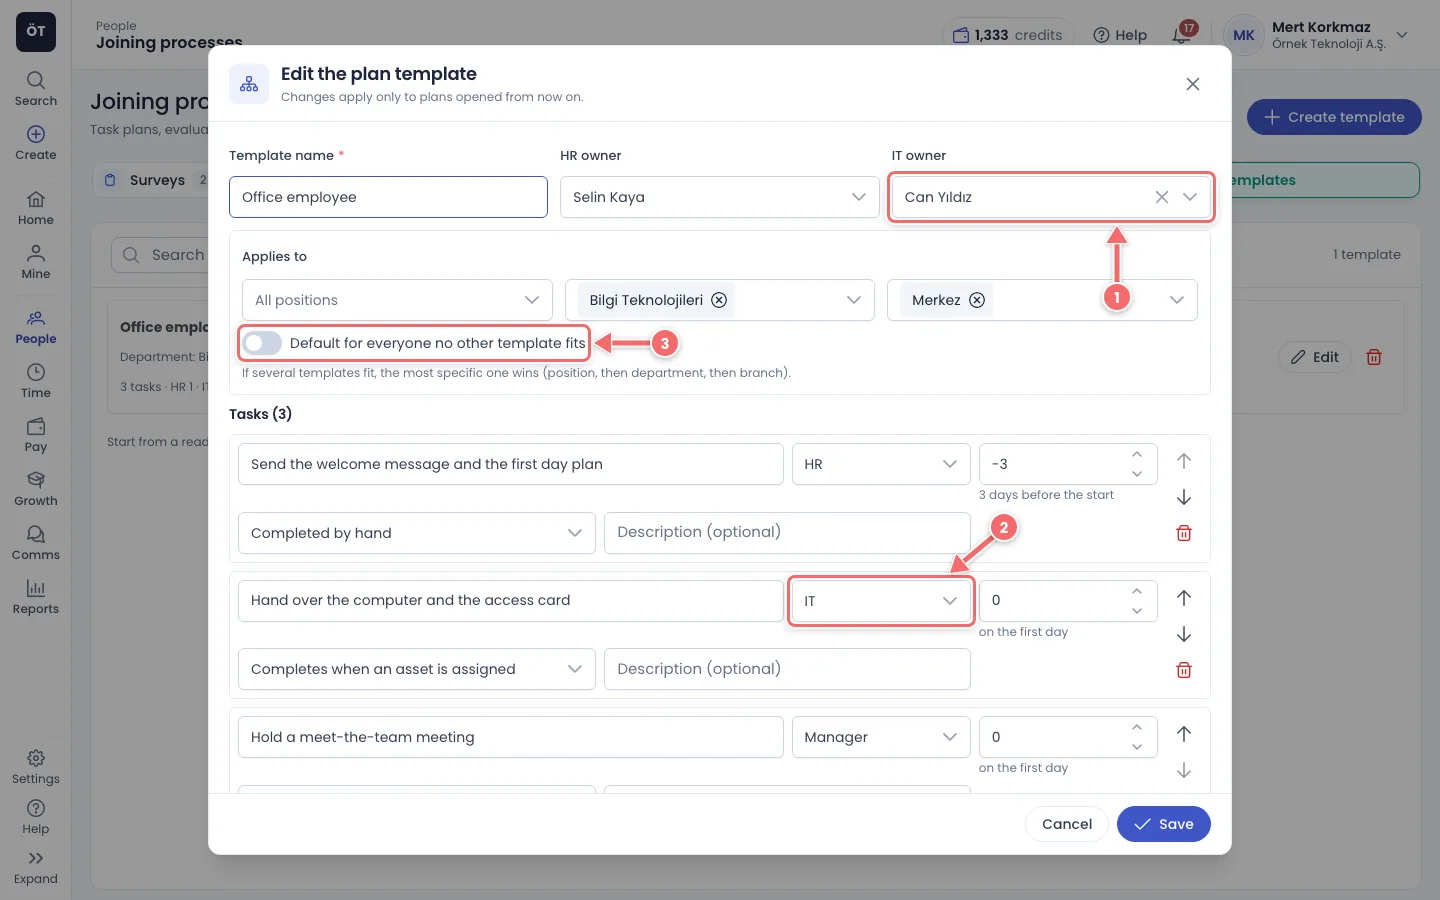 ÖT
People
Joining processes
1,333 credits
Help
17
MK
Mert Korkmaz
Örnek Teknoloji A.Ş.
Search
Create
Home
Mine
People
Time
Pay
Growth
Comms
Reports
Settings
Help
Expand
Joining pro
Task plans, evalua
Create template
Surveys 2
emplates
Search
1 template
Office emplo
Department: Bi
3 tasks · HR 1 · IT
Edit
Start from a read
Edit the plan template
Changes apply only to plans opened from now on.
Template name *
HR owner
IT owner
Office employee
Selin Kaya
Can Yıldız
1
Applies to
All positions
Bilgi Teknolojileri
Merkez
Default for everyone no other template fits
3
If several templates fit, the most specific one wins (position, then department, then branch).
Tasks (3)
Send the welcome message and the first day plan
HR
-3
3 days before the start
Completed by hand
Description (optional)
2
Hand over the computer and the access card
IT
0
on the first day
Completes when an asset is assigned
Description (optional)
Hold a meet-the-team meeting
Manager
0
on the first day
Cancel
Save